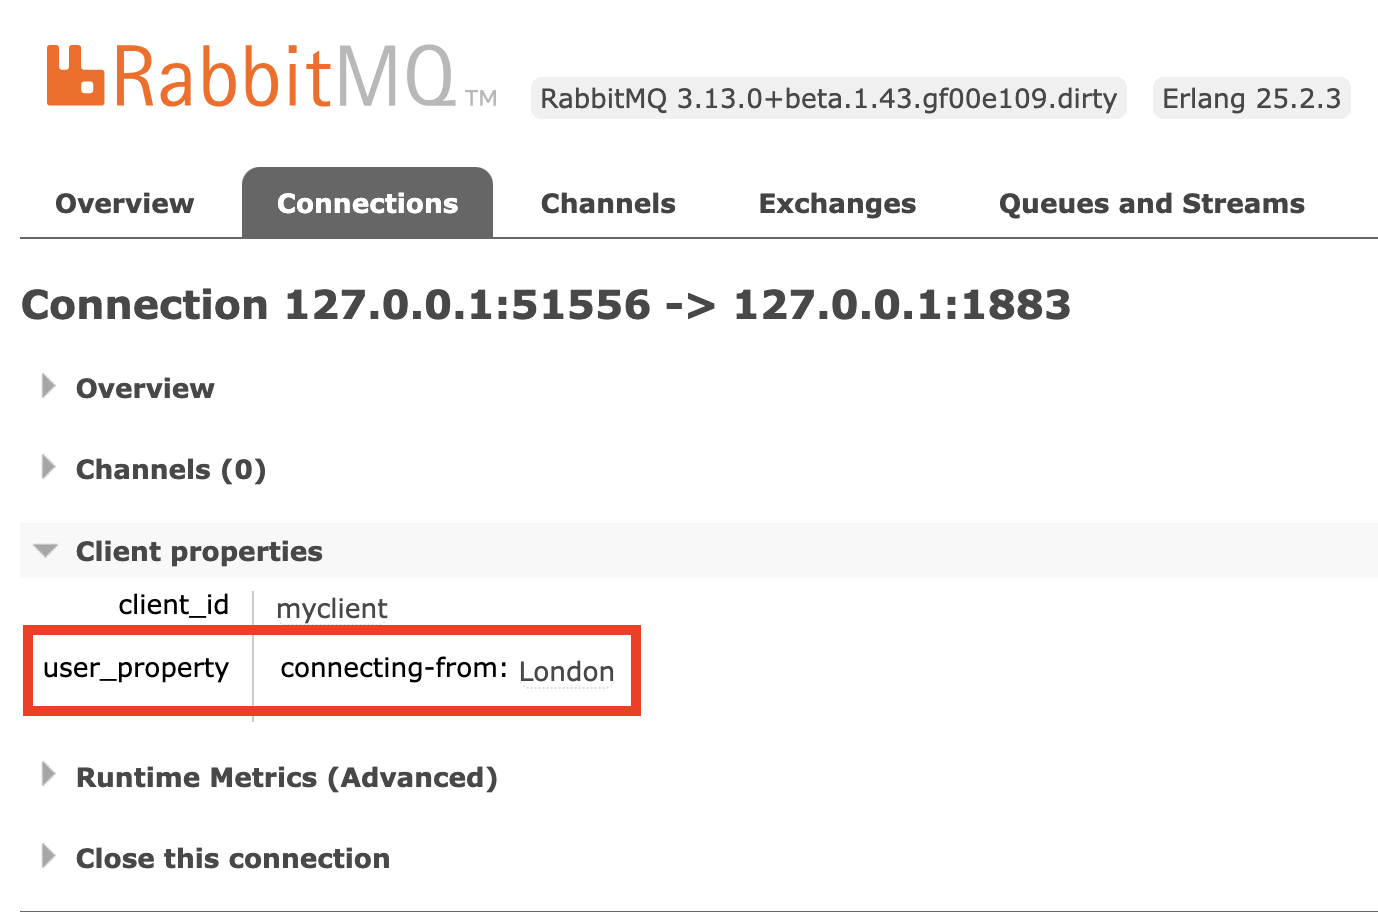 RabbitMQ TM RabbitMQ 3.13.0+beta.1.43.gf00e109.dirty Erlang 25.2.3
Overview Connections Channels Exchanges Queues and Streams
Connection 127.0.0.1:51556 -> 127.0.0.1:1883
Overview
Channels (0)
Client properties
client_id myclient
user_property connecting-from: London
Runtime Metrics (Advanced)
Close this connection